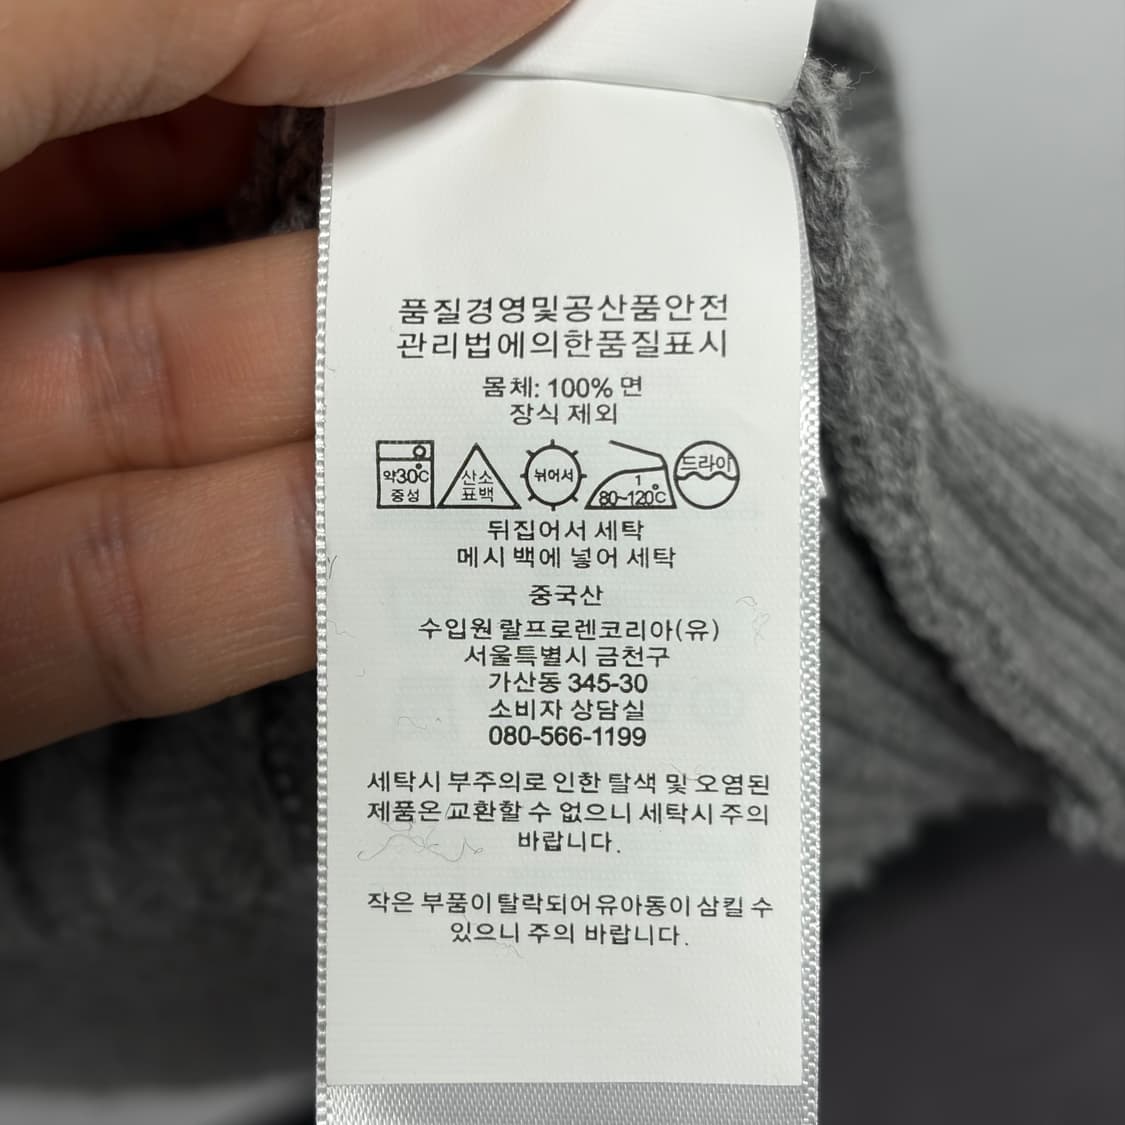 품질경영및공산품안전
관리법에의한품질표시
몸체: 100% 면
장식 제외
약30℃ 중성
산소 표백
뉘어서
1 80~120℃
드라이
뒤집어서 세탁
메시 백에 넣어 세탁
중국산
수입원 랄프로렌코리아(유)
서울특별시 금천구
가산동 345-30
소비자 상담실
080-566-1199
세탁시 부주의로 인한 탈색 및 오염된
제품은 교환할 수 없으니 세탁시 주의
바랍니다.
작은 부품이 탈락되어 유아동이 삼킬 수
있으니 주의 바랍니다.